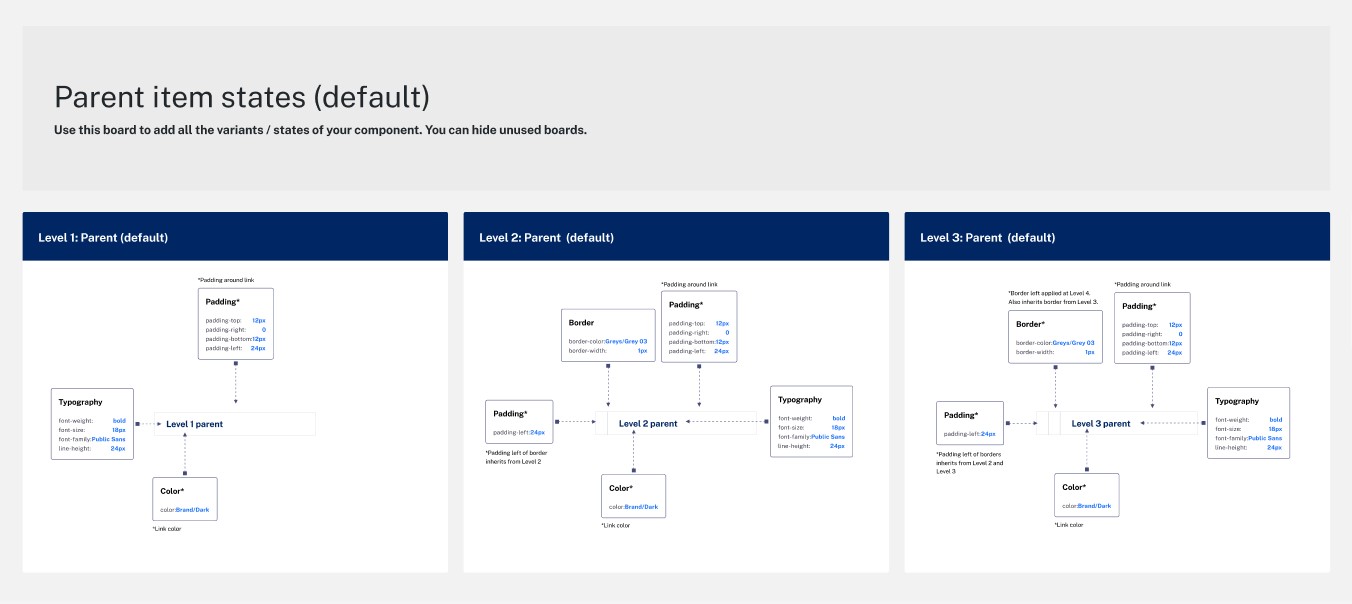 Parent item states (default)
Use this board to add all the variants / states of your component. You can hide unused boards.
Level 1: Parent (default)
*Padding around link
Padding*
padding-top: 12px
padding-right: 0
padding-bottom:12px
padding-left: 24px
Typography
font-weight: bold
font-size: 18px
font-family:Public Sans
line-height: 24px
Level 1 parent
Color*
color:Brand/Dark
*Link color
Level 2: Parent (default)
*Padding around link
Padding*
padding-top: 12px
padding-right: 0
padding-bottom:12px
padding-left: 24px
Border
border-color:Greys/Grey 03
border-width: 1px
Padding*
padding-left:24px
*Padding left of border
inherits from Level 2
Level 2 parent
Typography
font-weight: bold
font-size: 18px
font-family:Public Sans
line-height: 24px
Color*
color:Brand/Dark
*Link color
Level 3: Parent (default)
*Border left applied at Level 4.
Also inherits border from Level 3.
Border*
border-color:Greys/Grey 03
border-width: 1px
*Padding around link
Padding*
padding-top: 12px
padding-right: 0
padding-bottom:12px
padding-left: 24px
Padding*
padding-left:24px
*Padding left of borders
inherits from Level 2 and
Level 3
Level 3 parent
Typography
font-weight: bold
font-size: 18px
font-family:Public Sans
line-height: 24px
Color*
color:Brand/Dark
*Link color